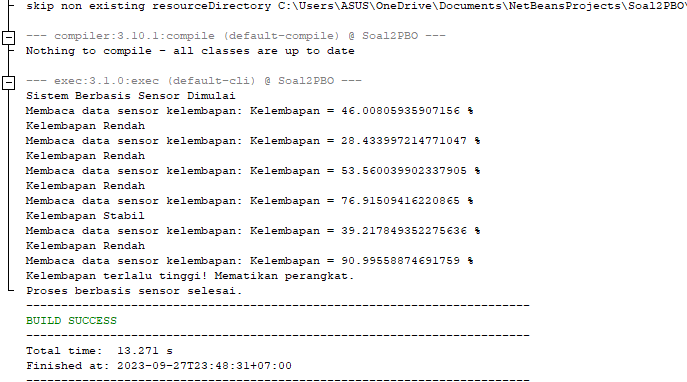 skip non existing resourceDirectory C:\Users\ASUS\OneDrive\Documents\NetBeansProjects\Soal2PBO\
--- compiler:3.10.1:compile (default-compile) @ Soal2PBO ---
Nothing to compile - all classes are up to date
--- exec:3.1.0:exec (default-cli) @ Soal2PBO ---
Sistem Berbasis Sensor Dimulai
Membaca data sensor kelembapan: Kelembapan = 46.00805935907156 %
Kelembapan Rendah
Membaca data sensor kelembapan: Kelembapan = 28.433997214771047 %
Kelembapan Rendah
Membaca data sensor kelembapan: Kelembapan = 53.560039902337905 %
Kelembapan Rendah
Membaca data sensor kelembapan: Kelembapan = 76.91509416220865 %
Kelembapan Stabil
Membaca data sensor kelembapan: Kelembapan = 39.217849352275636 %
Kelembapan Rendah
Membaca data sensor kelembapan: Kelembapan = 90.99558874691759 %
Kelembapan terlalu tinggi! Mematikan perangkat.
Proses berbasis sensor selesai.
------------------------------------------------------------------------
BUILD SUCCESS
------------------------------------------------------------------------
Total time:  13.271 s
Finished at: 2023-09-27T23:48:31+07:00
------------------------------------------------------------------------